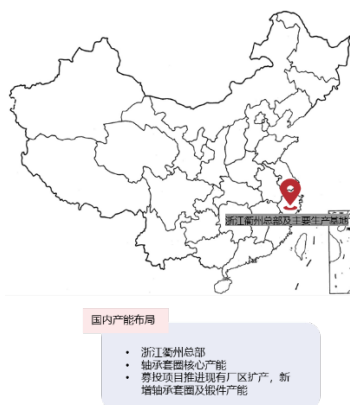 浙江衢州总部及主要生产基地
国内产能布局
• 浙江衢州总部
• 轴承套圈核心产能
• 募投项目推进现有厂区扩产，新
增轴承套圈及锻件产能